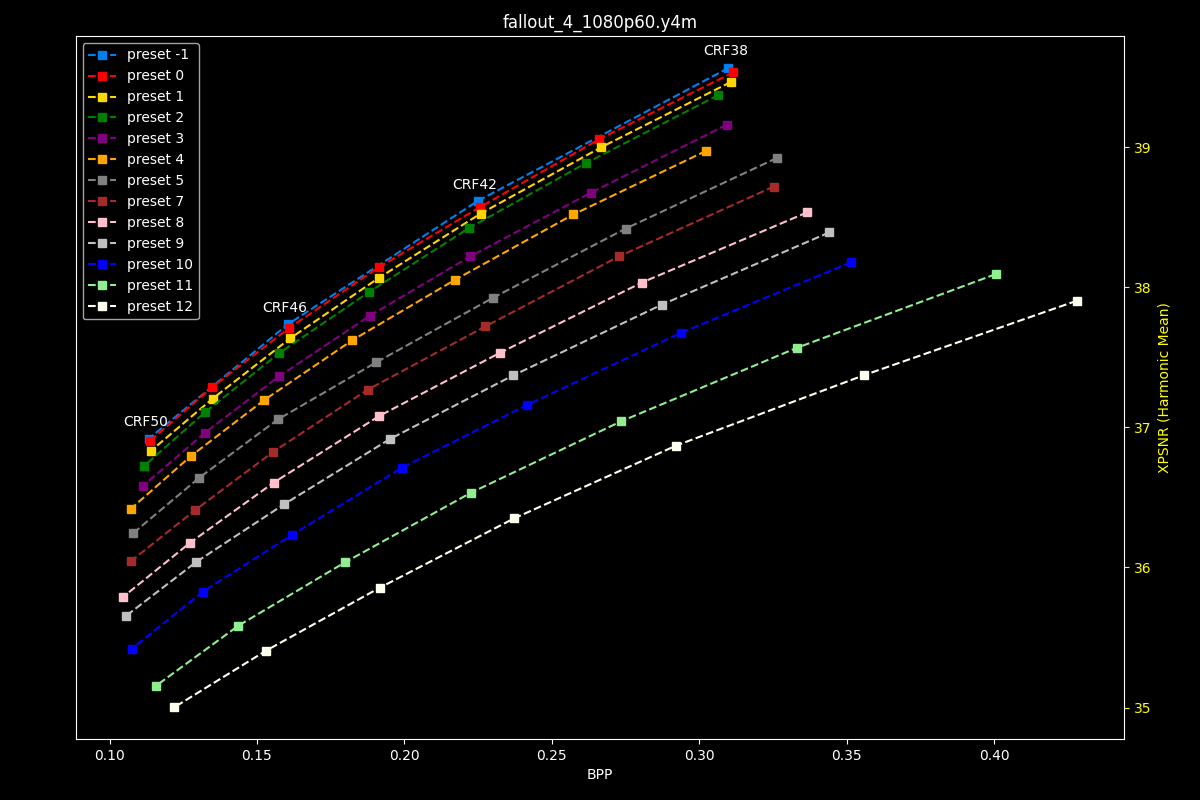 fallout_4_1080p60.y4m
preset -1
preset 0
preset 1
preset 2
preset 3
preset 4
preset 5
preset 7
preset 8
preset 9
preset 10
preset 11
preset 12
CRF38
CRF42
CRF46
CRF50
39
38
37
36
35
XPSNR (Harmonic Mean)
0.10 0.15 0.20 0.25 0.30 0.35 0.40
BPP